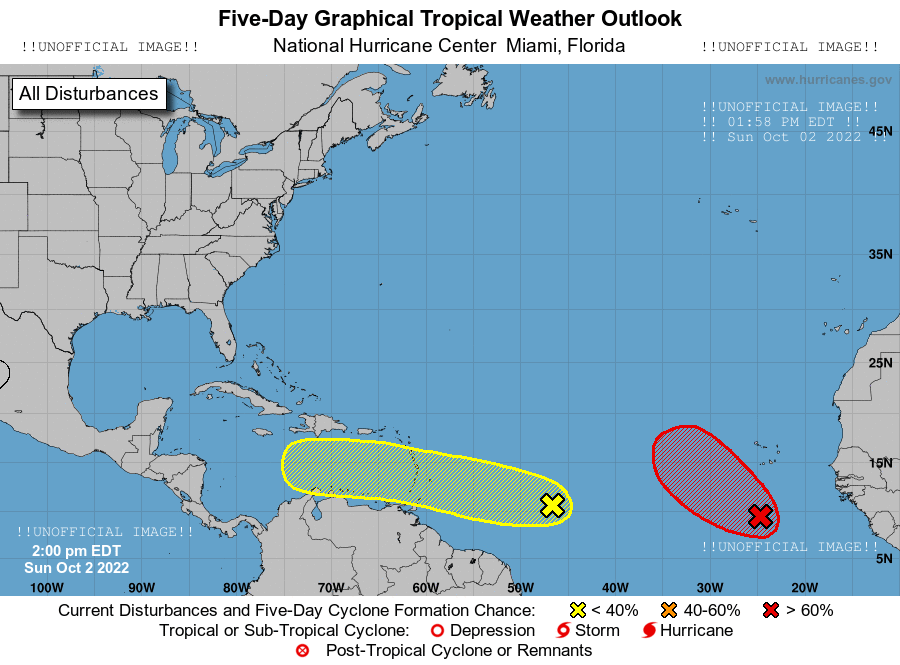 Five-Day Graphical Tropical Weather Outlook
!!UNOFFICIAL IMAGE!! National Hurricane Center Miami, Florida !!UNOFFICIAL IMAGE!!
www.hurricanes.gov
All Disturbances
!!UNOFFICIAL IMAGE!!
!! 01:58 PM EDT !!
!! Sun Oct 02 2022 !!
45N
35N
25N
15N
!!UNOFFICIAL IMAGE!!
2:00 pm EDT
Sun Oct 2 2022
!!UNOFFICIAL IMAGE!!
5N
100W 90W 80W 70W 60W 50W 40W 30W 20W
Current Disturbances and Five-Day Cyclone Formation Chance: < 40% 40-60% > 60%
Tropical or Sub-Tropical Cyclone: Depression Storm Hurricane
Post-Tropical Cyclone or Remnants